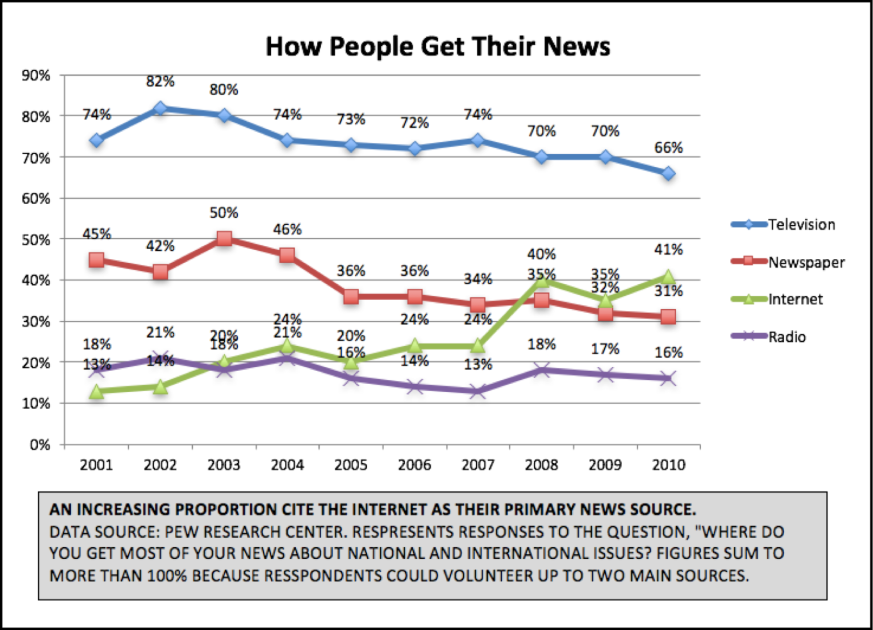 How People Get Their News
90%
80%
70%
60%
50%
40%
30%
20%
10%
0%
74% 82% 80% 74% 73% 72% 74% 70% 70% 66%
45% 42% 50% 46% 36% 36% 34% 35% 32% 31%
13% 14% 20% 24% 20% 24% 24% 40% 35% 41%
18% 21% 18% 21% 16% 14% 13% 18% 17% 16%
2001 2002 2003 2004 2005 2006 2007 2008 2009 2010
Television
Newspaper
Internet
Radio
AN INCREASING PROPORTION CITE THE INTERNET AS THEIR PRIMARY NEWS SOURCE.
DATA SOURCE: PEW RESEARCH CENTER. RESPRESENTS RESPONSES TO THE QUESTION, "WHERE DO
YOU GET MOST OF YOUR NEWS ABOUT NATIONAL AND INTERNATIONAL ISSUES? FIGURES SUM TO
MORE THAN 100% BECAUSE RESSPONDENTS COULD VOLUNTEER UP TO TWO MAIN SOURCES.